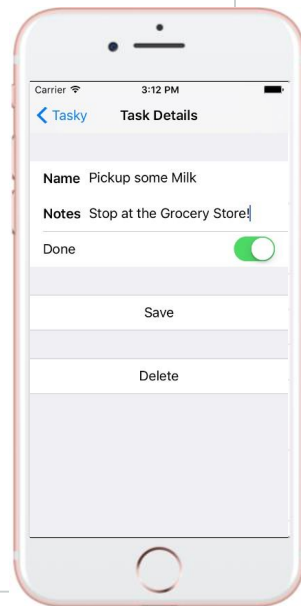 Carrier 3:12 PM
Tasky Task Details
Name Pickup some Milk
Notes Stop at the Grocery Store!
Done
Save
Delete